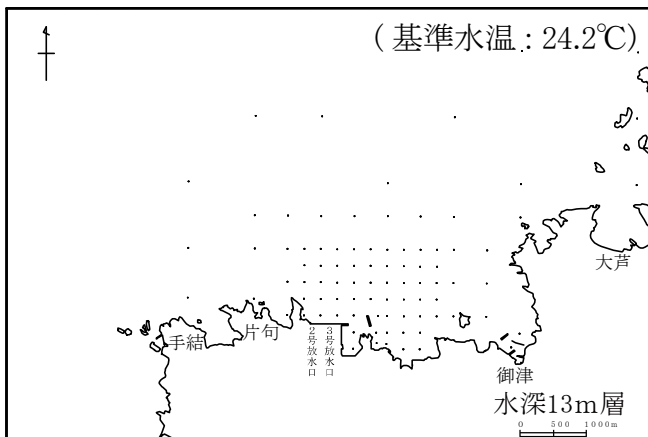 (基準水温:24.2℃)
大芦
手結
片句
2号放水口
3号放水口
御津
水深13m層
0 500 1000m